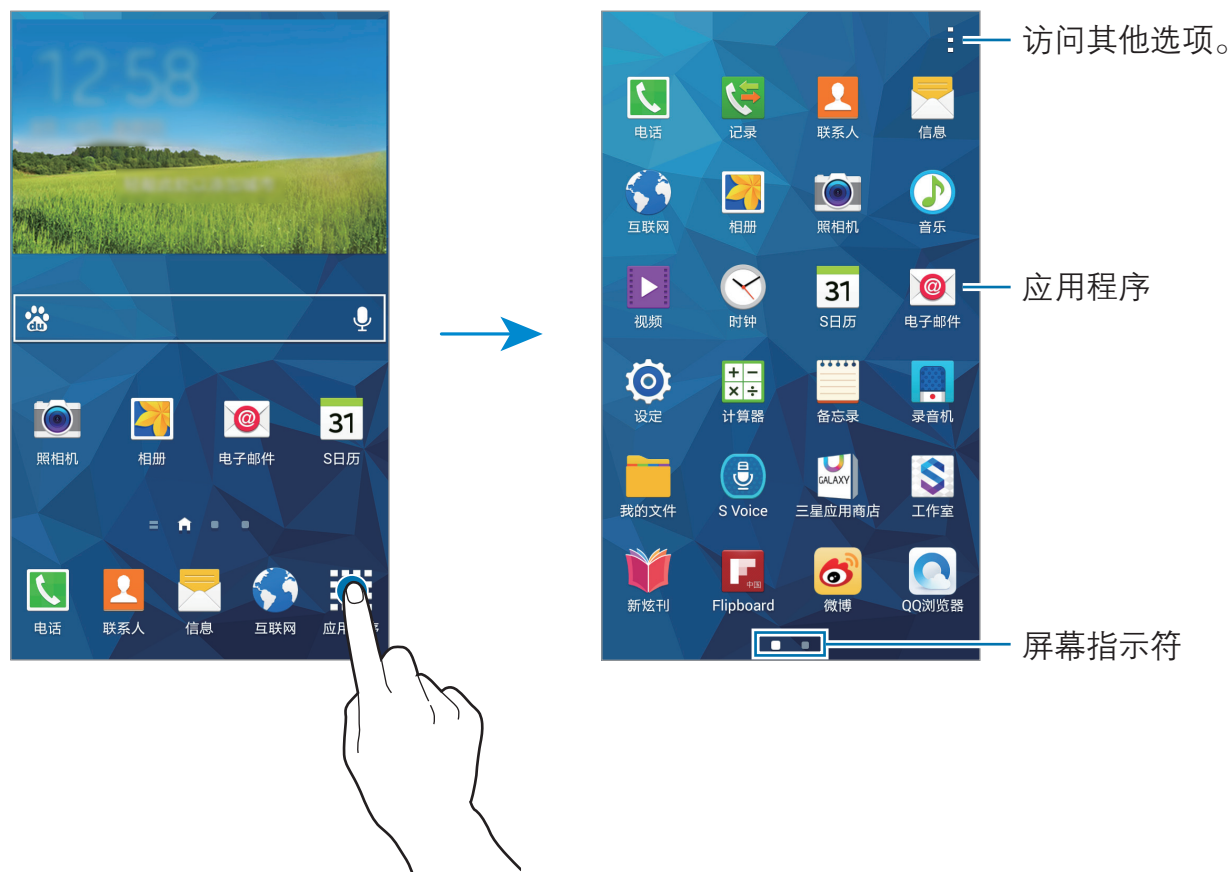 12:58
du
照相机 相册 电子邮件 31 S日历
电话 联系人 信息 互联网
访问其他选项。
电话 记录 联系人 信息
互联网 相册 照相机 音乐
31
视频 时钟 S日历 电子邮件
应用程序
设定 计算器 备忘录 录音机
GALAXY
我的文件 S Voice 三星应用商店 工作室
中国
新炫刊 Flipboard 微博 QQ浏览器
屏幕指示符